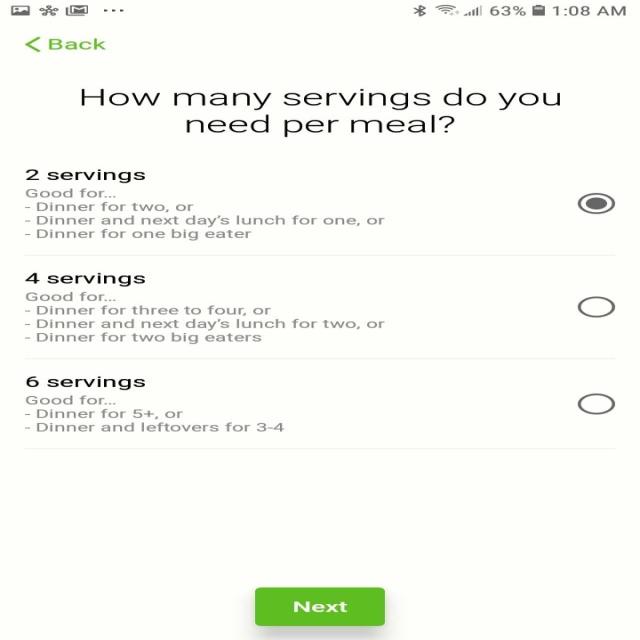 63% 1:08 AM
Back
How many servings do you
need per meal?
2 servings
Good for...
- Dinner for two, or
- Dinner and next day's lunch for one, or
- Dinner for one big eater
4 servings
Good for...
- Dinner for three to four, or
- Dinner and next day's lunch for two, or
- Dinner for two big eaters
6 servings
Good for...
- Dinner for 5+, or
- Dinner and leftovers for 3-4
Next